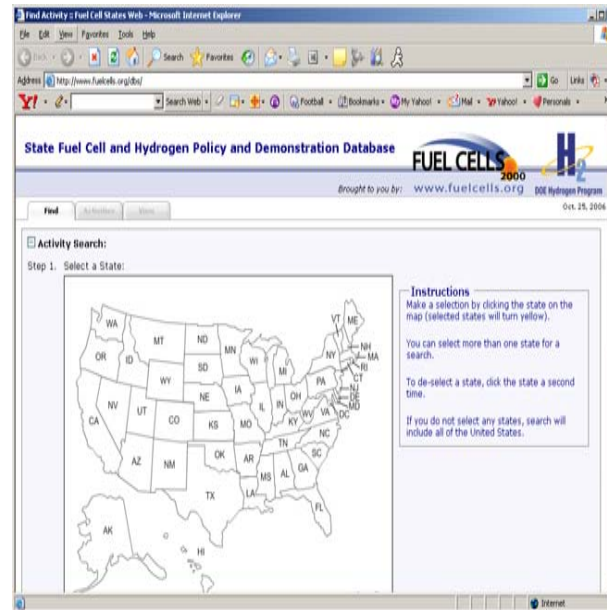 Find Activity :: Fuel Cell States Web - Microsoft Internet Explorer
File Edit View Favorites Tools Help
Back Search Favorites
Address http://www.fuelcells.org/dbs/ Go Links
Y! Search Web Football Bookmarks My Yahoo! Mail Yahoo! Personals
State Fuel Cell and Hydrogen Policy and Demonstration Database
FUEL CELLS 2000
H2
Brought to you by: www.fuelcells.org DOE Hydrogen Program
Find Activities
Oct. 25, 2006
Activity Search:
Step 1. Select a State:
WA
OR
ID
MT
ND
MN
WI
MI
NY
VT
ME
NH
MA
RI
CT
NJ
DE
MD
DC
WY
SD
NE
IA
IL
IN
OH
PA
NV
UT
CO
KS
MO
KY
WV
VA
CA
AZ
NM
OK
AR
TN
NC
SC
TX
LA
MS
AL
GA
FL
AK
HI
Instructions
Make a selection by clicking the state on the
map (selected states will turn yellow).
You can select more than one state for a
search.
To de-select a state, click the state a second
time.
If you do not select any states, search will
include all of the United States.
Internet